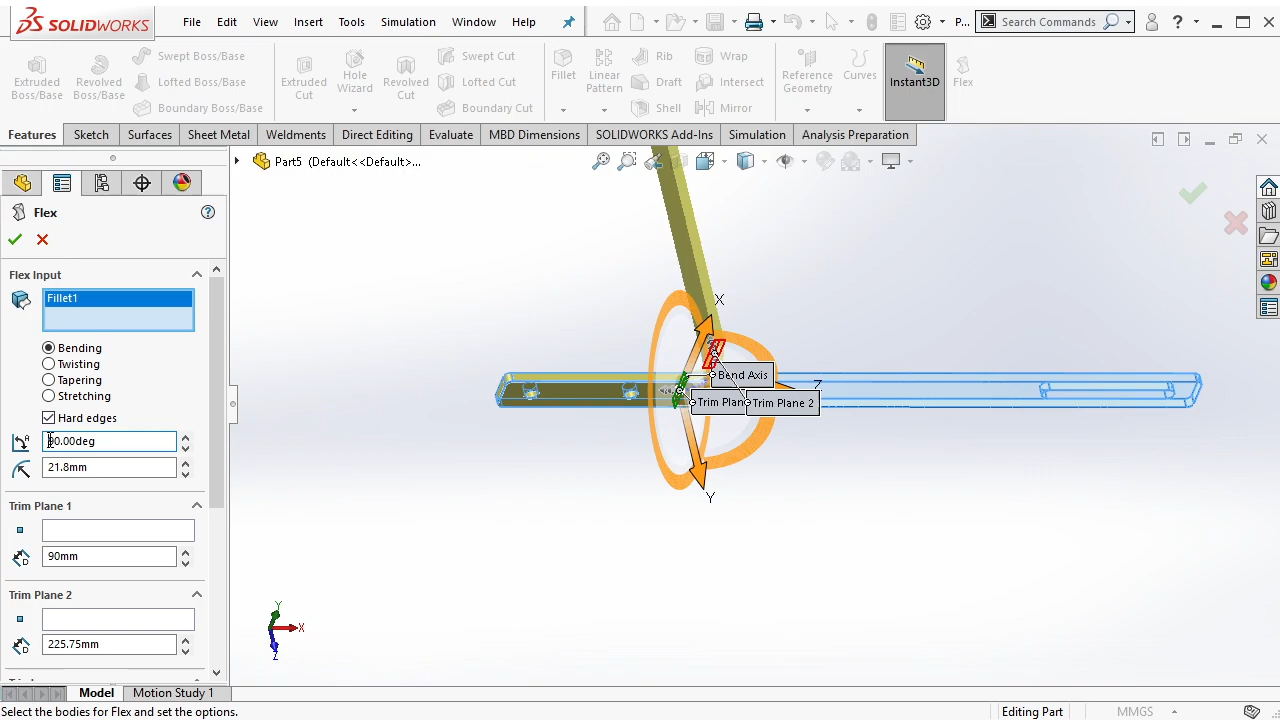 SOLIDWORKS
File Edit View Insert Tools Simulation Window Help
P...
Search Commands
Extruded Boss/Base
Revolved Boss/Base
Swept Boss/Base
Lofted Boss/Base
Boundary Boss/Base
Extruded Cut
Hole Wizard
Revolved Cut
Swept Cut
Lofted Cut
Boundary Cut
Fillet
Linear Pattern
Rib
Draft
Shell
Wrap
Intersect
Mirror
Reference Geometry
Curves
Instant3D
Flex
Features Sketch Surfaces Sheet Metal Weldments Direct Editing Evaluate MBD Dimensions SOLIDWORKS Add-Ins Simulation Analysis Preparation
Part5 (Default<<Default>...
Flex
Flex Input
Fillet1
Bending
Twisting
Tapering
Stretching
Hard edges
0.00deg
21.8mm
Trim Plane 1
90mm
Trim Plane 2
225.75mm
X
Bend Axis
Z
Trim Plan
Trim Plane 2
Y
Y
X
Z
Model Motion Study 1
Select the bodies for Flex and set the options.
Editing Part
MMGS